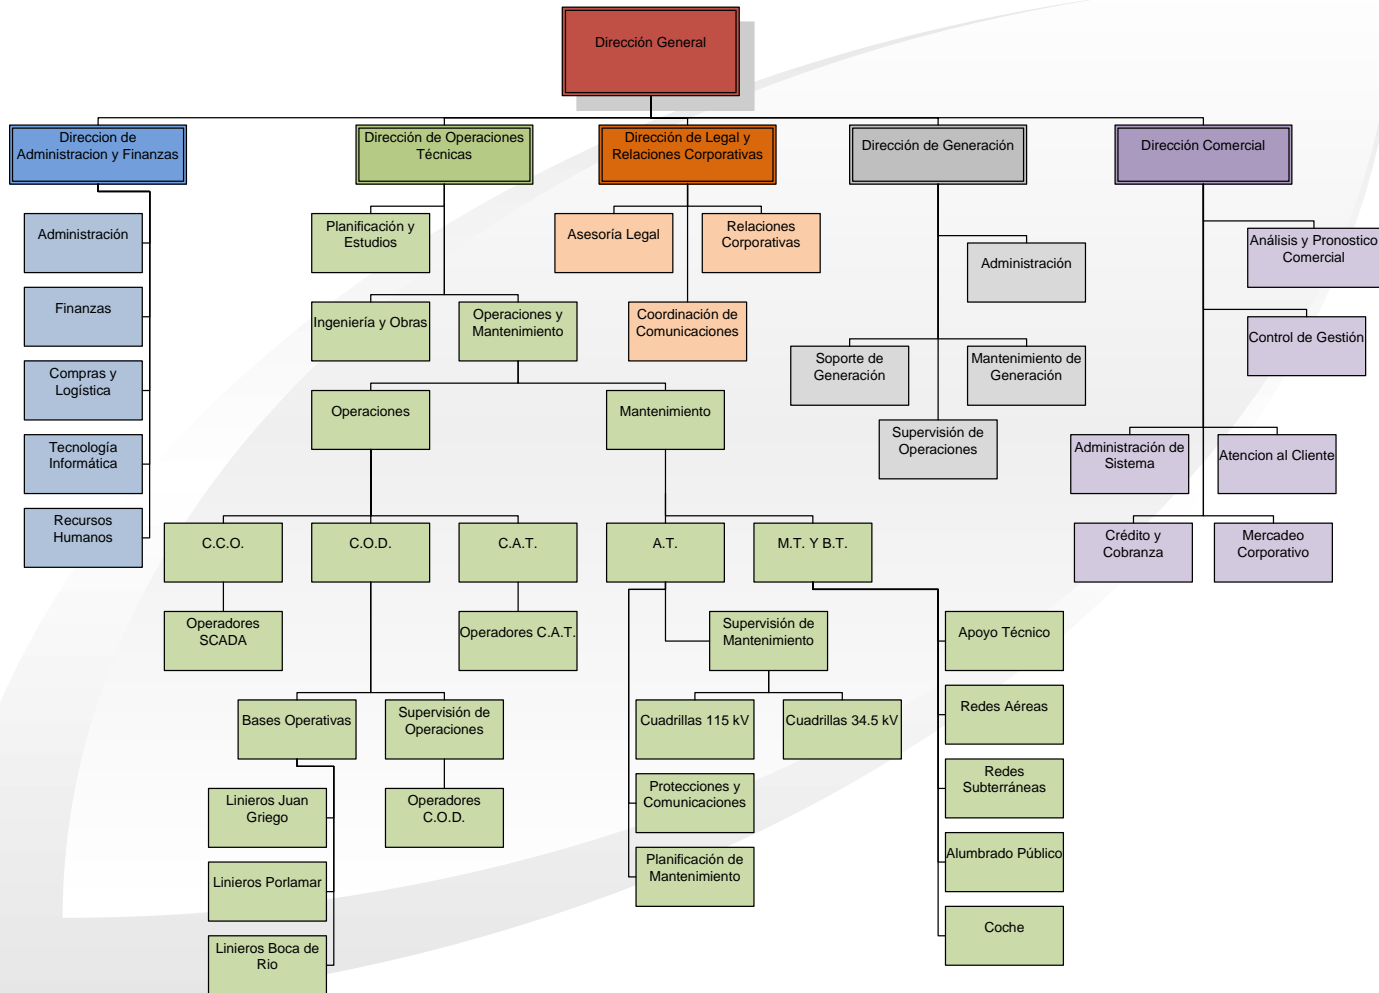 Dirección General
Direccion de
Administracion y Finanzas
Dirección de Operaciones
Técnicas
Dirección de Legal y
Relaciones Corporativas
Dirección de Generación
Dirección Comercial
Administración
Finanzas
Compras y
Logística
Tecnología
Informática
Recursos
Humanos
Planificación y
Estudios
Ingeniería y Obras
Operaciones y
Mantenimiento
Operaciones
Mantenimiento
C.C.O.
C.O.D.
C.A.T.
A.T.
M.T. Y B.T.
Operadores
SCADA
Operadores C.A.T.
Bases Operativas
Supervisión de
Operaciones
Linieros Juan
Griego
Linieros Porlamar
Linieros Boca de
Rio
Operadores
C.O.D.
Supervisión de
Mantenimiento
Cuadrillas 115 kV
Cuadrillas 34.5 kV
Protecciones y
Comunicaciones
Planificación de
Mantenimiento
Apoyo Técnico
Redes Aéreas
Redes
Subterráneas
Alumbrado Público
Coche
Asesoría Legal
Relaciones
Corporativas
Coordinación de
Comunicaciones
Administración
Soporte de
Generación
Mantenimiento de
Generación
Supervisión de
Operaciones
Análisis y Pronostico
Comercial
Control de Gestión
Administración de
Sistema
Atencion al Cliente
Crédito y
Cobranza
Mercadeo
Corporativo